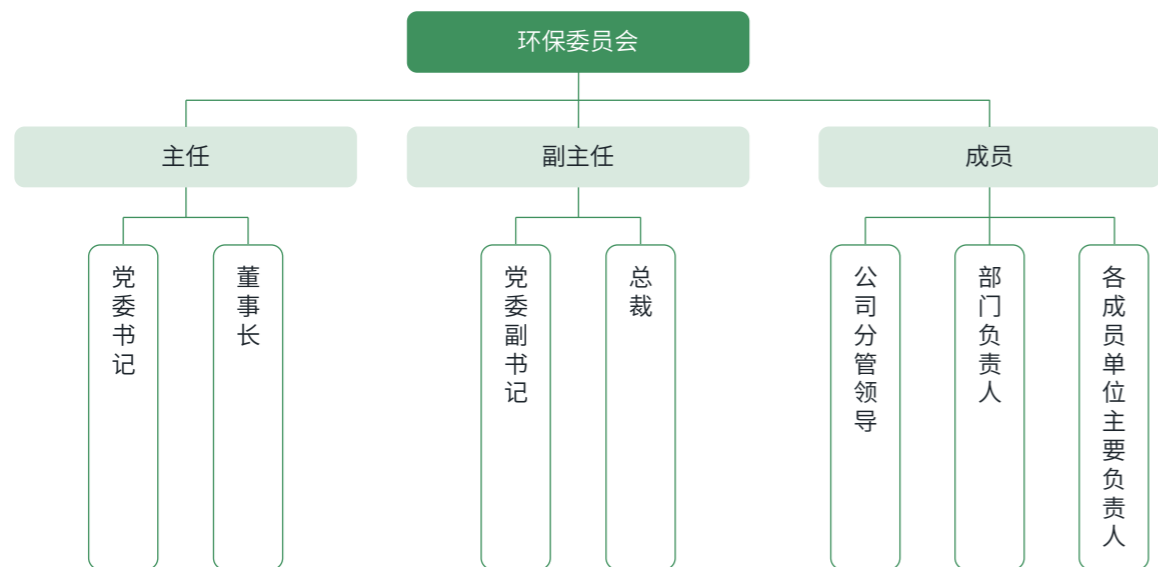 环保委员会
主任
副主任
成员
党委书记
董事长
党委副书记
总裁
公司分管领导
部门负责人
各成员单位主要负责人